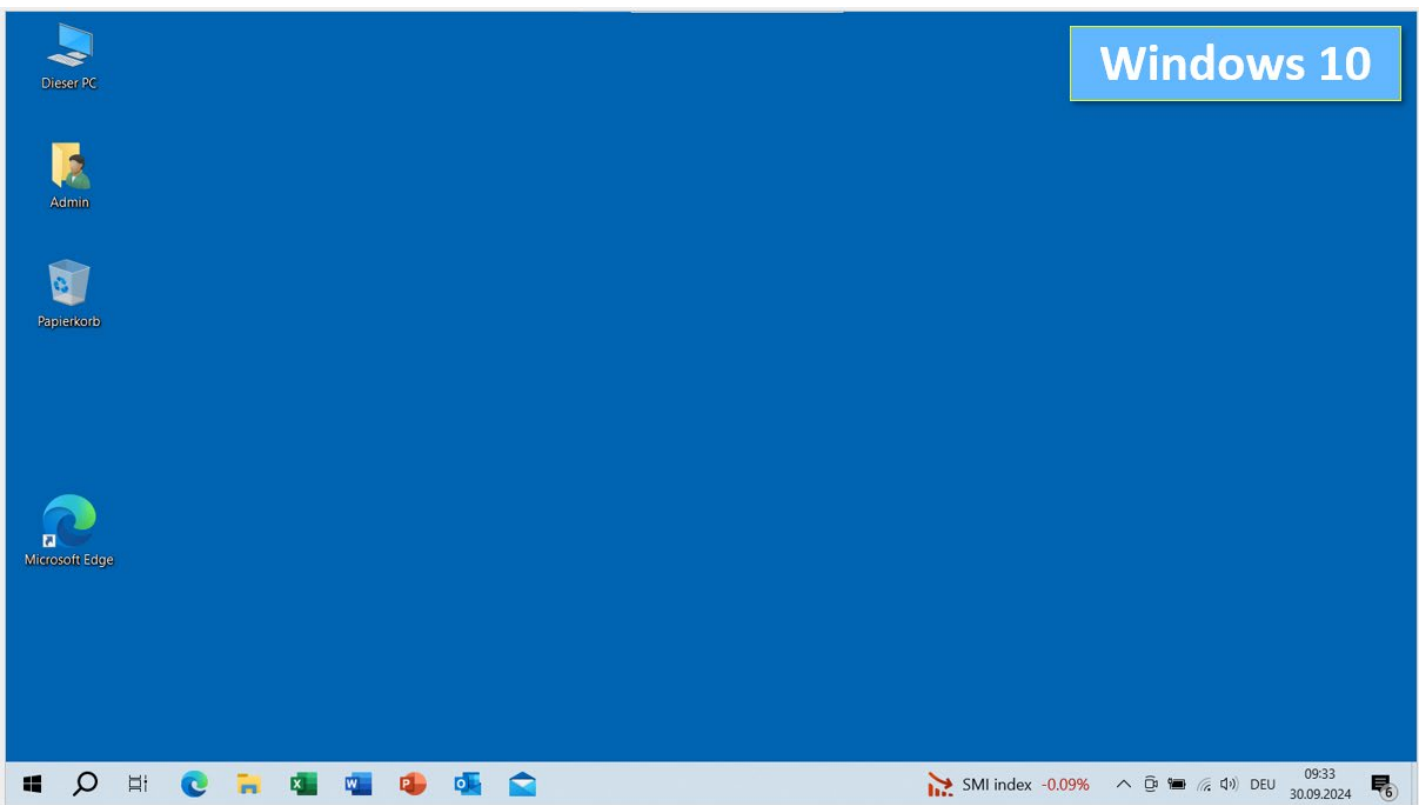 Windows 10
Dieser PC
Admin
Papierkorb
Microsoft Edge
SMI index -0.09%
DEU
09:33
30.09.2024
6